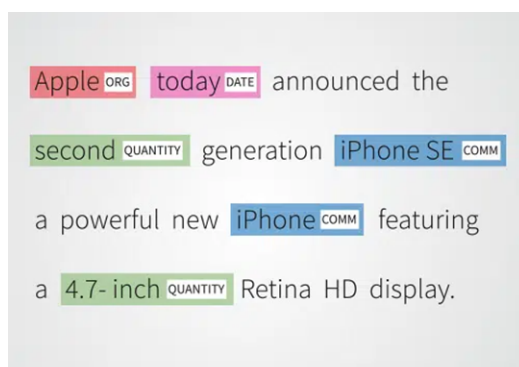 Apple ORG today DATE announced the
second QUANTITY generation iPhone SE COMM
a powerful new iPhone COMM featuring
a 4.7- inch QUANTITY Retina HD display.